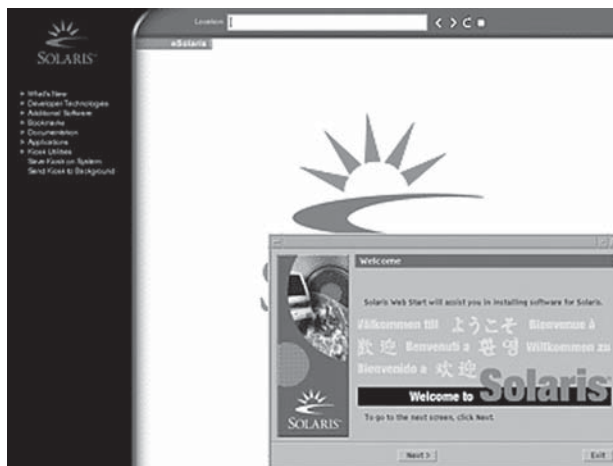 Location:
eSolaris
SOLARIS™
What's New
Developer Technologies
Additional Software
Bookmarks
Documentation
Applications
Kiosk Utilities
Save Kiosk on System
Send Kiosk to Background
Welcome
Solaris Web Start will assist you in installing software for Solaris.
Välkommen till ようこそ Bienvenue à
歓迎 Benvenuti a 환영 Willkommen zu
Bienvenido a 欢迎
Welcome to Solaris™
To go to the next screen, click Next.
SOLARIS™
Next > Exit